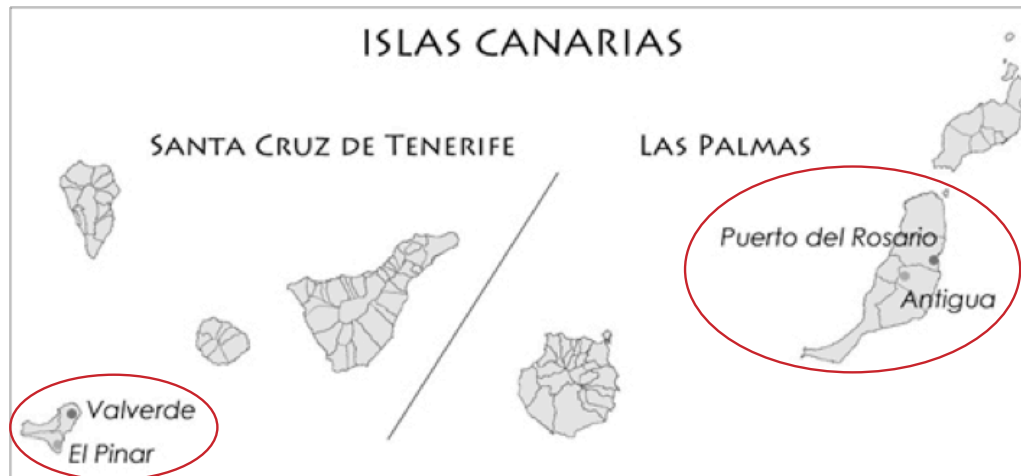 ISLAS CANARIAS
SANTA CRUZ DE TENERIFE
LAS PALMAS
Puerto del Rosario
Antigua
Valverde
El Pinar